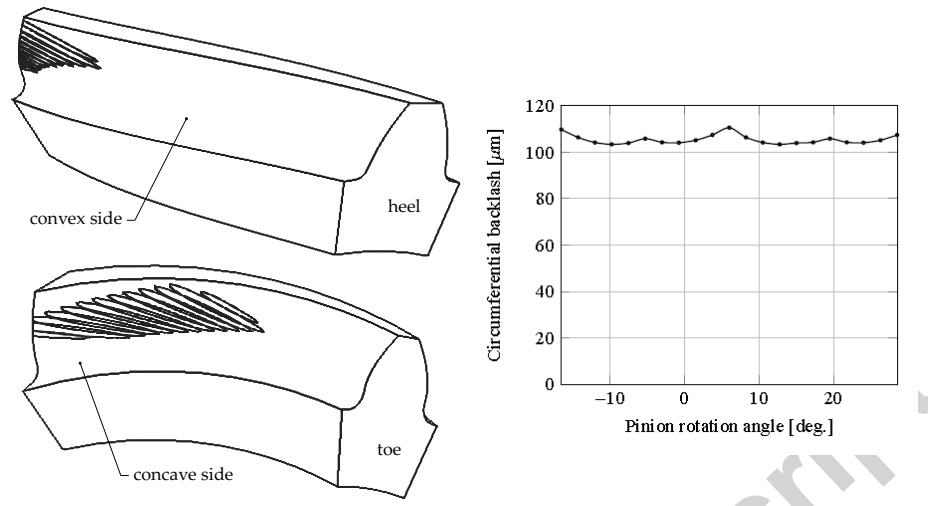 convex side
heel
concave side
toe
Circumferential backlash [μm]
120
100
80
60
40
20
0
−10 0 10 20
Pinion rotation angle [deg.]